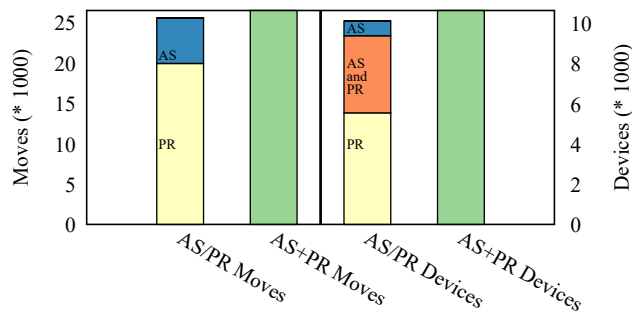 Moves (* 1000)
25
20
15
10
5
0
AS
PR
AS
AS
and
PR
PR
10
8
6
4
2
0
Devices (* 1000)
AS/PR Moves
AS+PR Moves
AS/PR Devices
AS+PR Devices